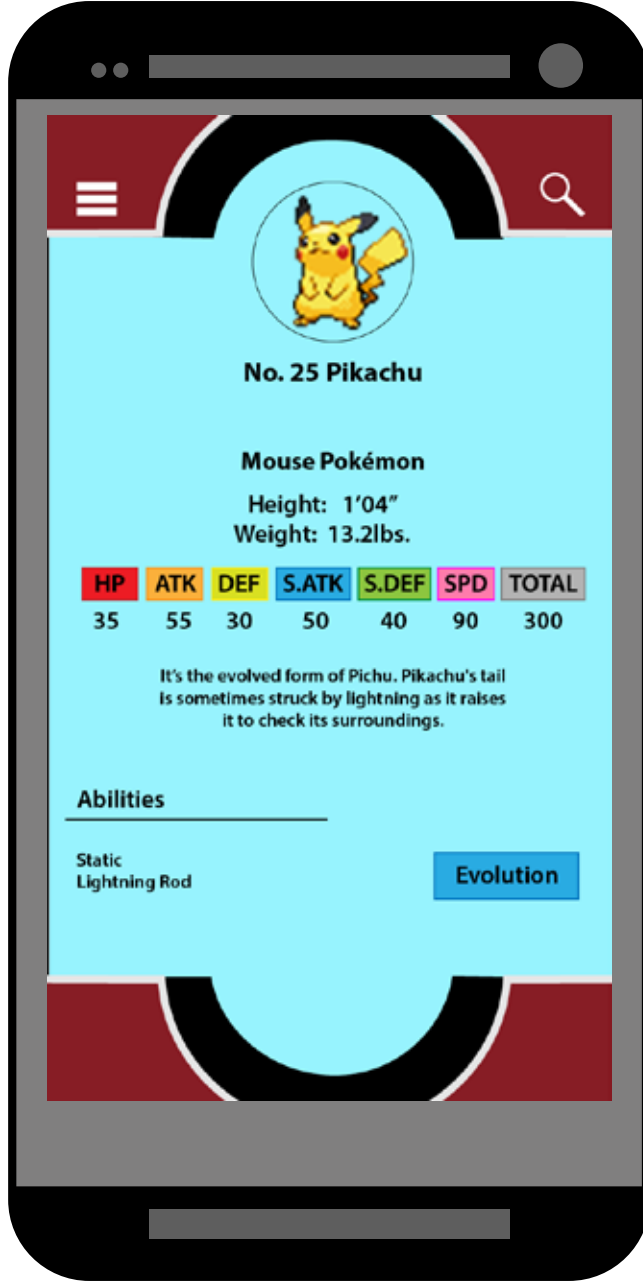 No. 25 Pikachu
Mouse Pokémon
Height: 1’04”
Weight: 13.2lbs.
HP ATK DEF S.ATK S.DEF SPD TOTAL
35 55 30 50 40 90 300
It’s the evolved form of Pichu. Pikachu’s tail
is sometimes struck by lightning as it raises
it to check its surroundings.
Abilities
Static
Lightning Rod
Evolution